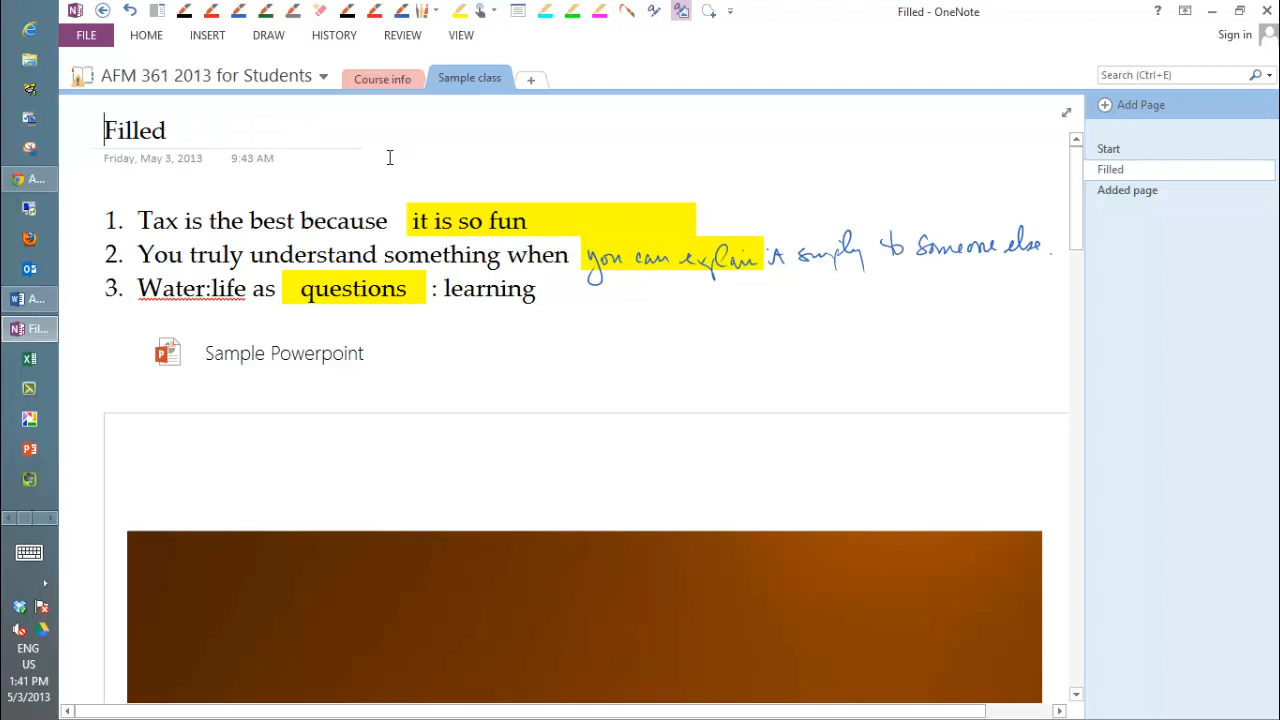 Filled - OneNote
?
FILE HOME INSERT DRAW HISTORY REVIEW VIEW
Sign in
AFM 361 2013 for Students
Course info
Sample class
+
Search (Ctrl+E)
Add Page
Start
Filled
Added page
Filled
Friday, May 3, 2013 9:43 AM
1. Tax is the best because it is so fun
2. You truly understand something when you can explain it simply to someone else.
3. Water:life as questions : learning
Sample Powerpoint
A...
A...
Fil...
ENG
US
1:41 PM
5/3/2013